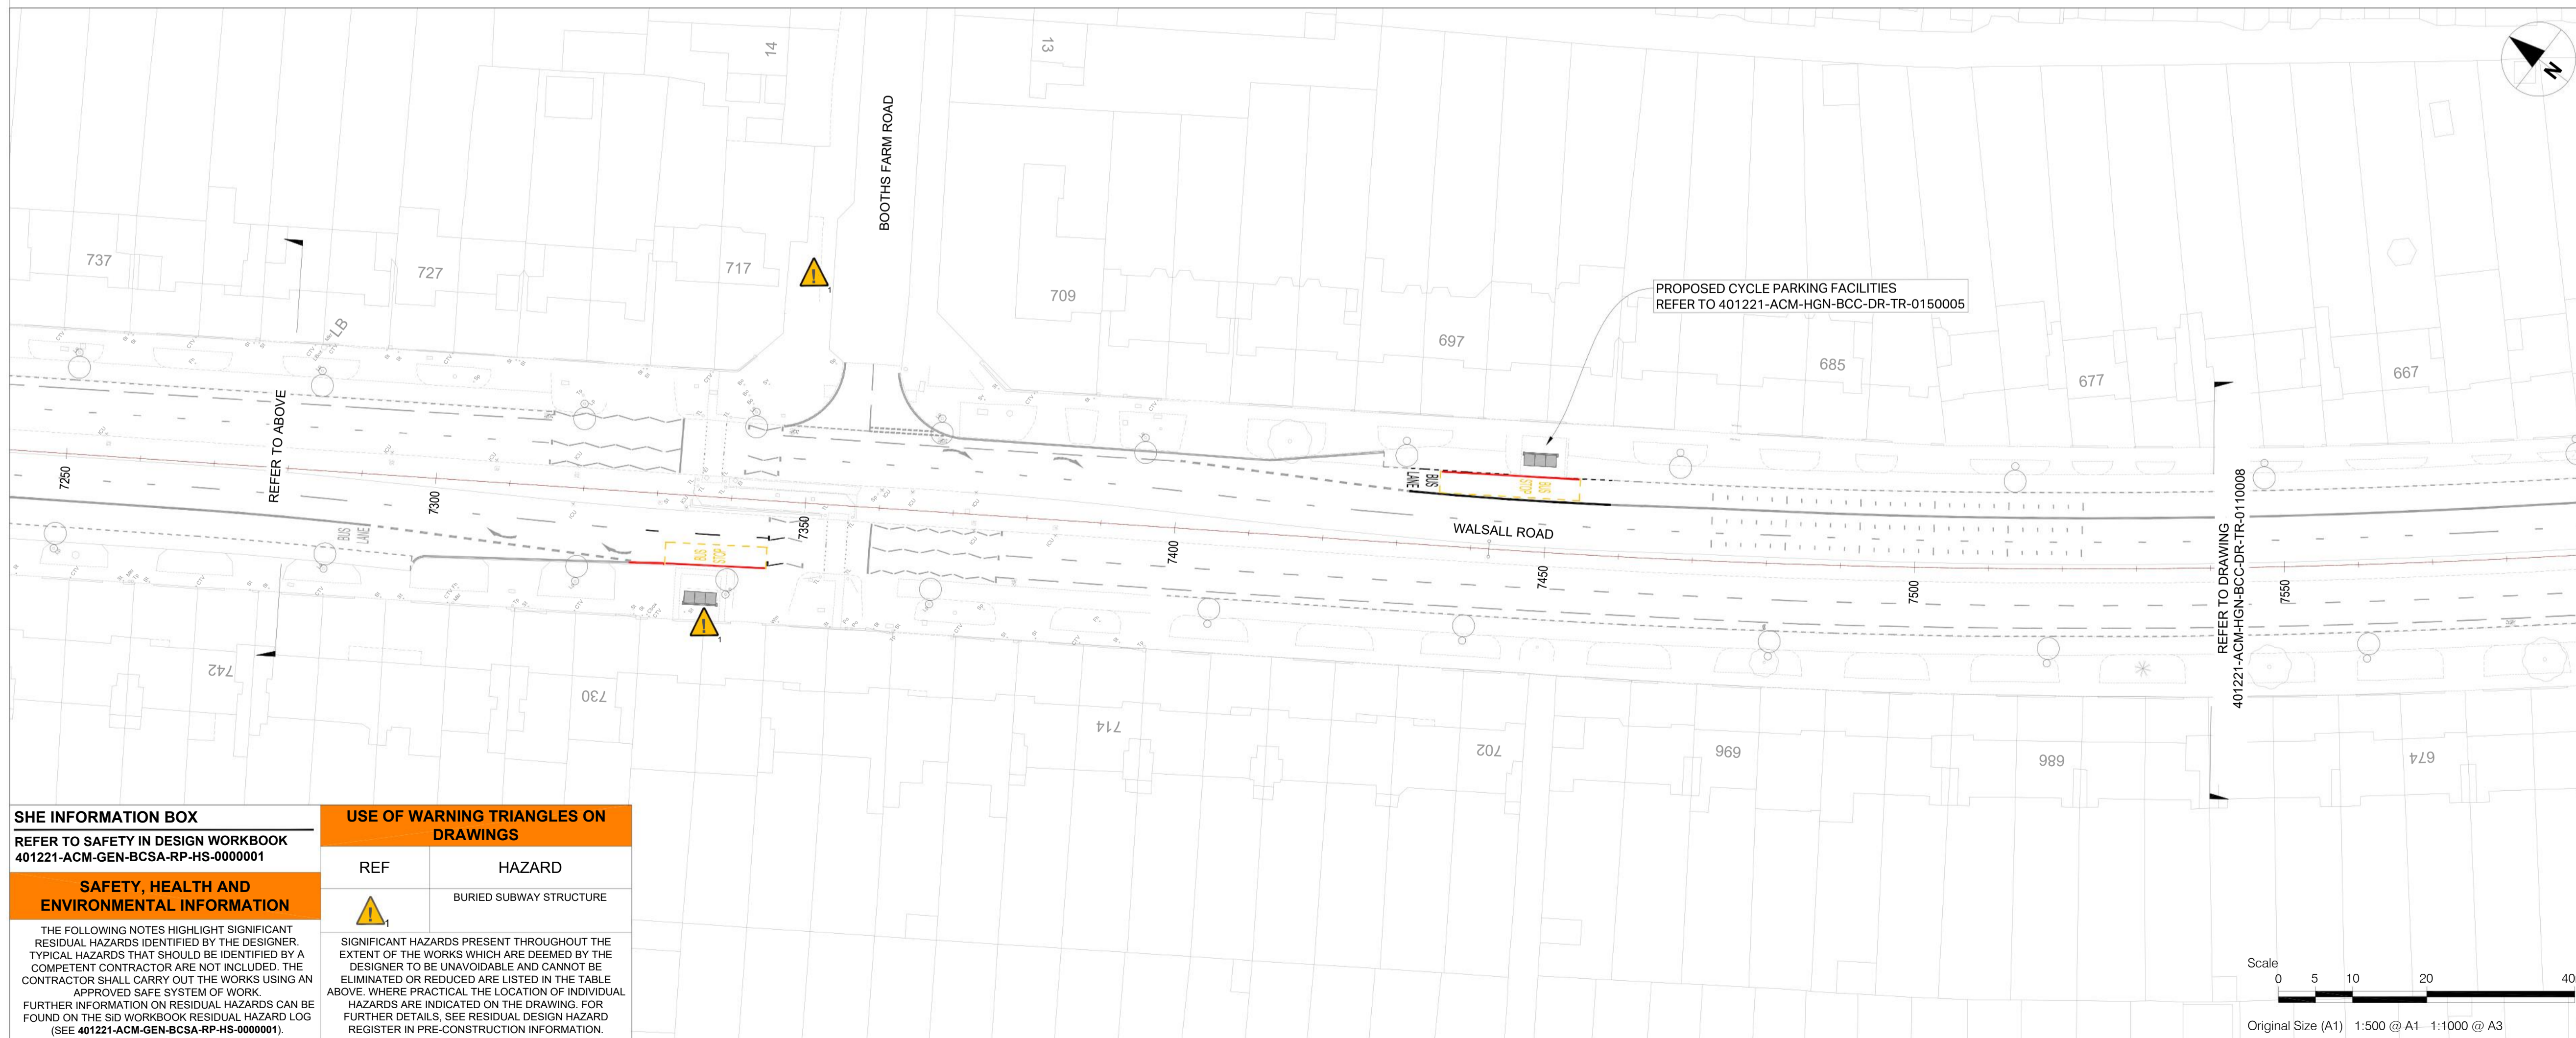 14
13
BOOTHS FARM ROAD
N
737
727
717
1
709
PROPOSED CYCLE PARKING FACILITIES
REFER TO 401221-ACM-HGN-BCC-DR-TR-0150005
697
685
677
667
LB
REFER TO ABOVE
7250
7300
7350
7400
7450
7500
7550
BUS
LANE
BUS
STOP
BUS
LANE
BUS
STOP
WALSALL ROAD
REFER TO DRAWING
401221-ACM-HGN-BCC-DR-TR-0110008
1
742
730
714
702
696
686
674
SHE INFORMATION BOX
REFER TO SAFETY IN DESIGN WORKBOOK
401221-ACM-GEN-BCSA-RP-HS-0000001
SAFETY, HEALTH AND
ENVIRONMENTAL INFORMATION
THE FOLLOWING NOTES HIGHLIGHT SIGNIFICANT
RESIDUAL HAZARDS IDENTIFIED BY THE DESIGNER.
TYPICAL HAZARDS THAT SHOULD BE IDENTIFIED BY A
COMPETENT CONTRACTOR ARE NOT INCLUDED. THE
CONTRACTOR SHALL CARRY OUT THE WORKS USING AN
APPROVED SAFE SYSTEM OF WORK.
FURTHER INFORMATION ON RESIDUAL HAZARDS CAN BE
FOUND ON THE SiD WORKBOOK RESIDUAL HAZARD LOG
(SEE 401221-ACM-GEN-BCSA-RP-HS-0000001).
USE OF WARNING TRIANGLES ON
DRAWINGS
REF HAZARD
1 BURIED SUBWAY STRUCTURE
SIGNIFICANT HAZARDS PRESENT THROUGHOUT THE
EXTENT OF THE WORKS WHICH ARE DEEMED BY THE
DESIGNER TO BE UNAVOIDABLE AND CANNOT BE
ELIMINATED OR REDUCED ARE LISTED IN THE TABLE
ABOVE. WHERE PRACTICAL THE LOCATION OF INDIVIDUAL
HAZARDS ARE INDICATED ON THE DRAWING. FOR
FURTHER DETAILS, SEE RESIDUAL DESIGN HAZARD
REGISTER IN PRE-CONSTRUCTION INFORMATION.
Scale
0 5 10 20 40
Original Size (A1) 1:500 @ A1 1:1000 @ A3